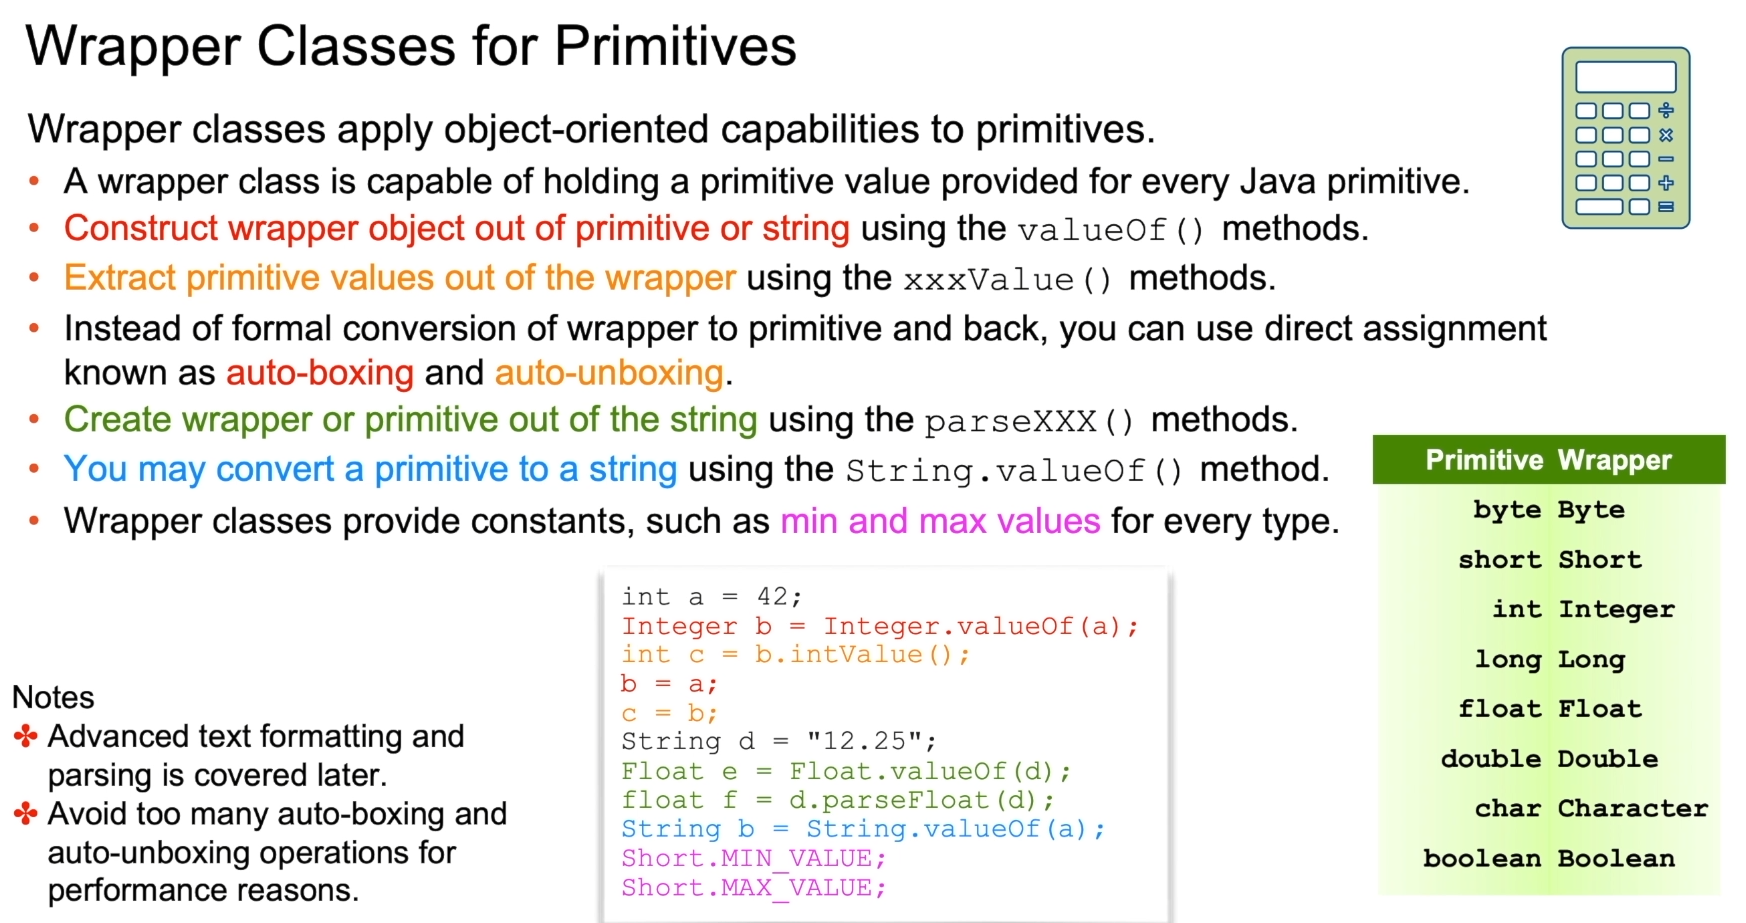 Wrapper Classes for Primitives
Wrapper classes apply object-oriented capabilities to primitives.
• A wrapper class is capable of holding a primitive value provided for every Java primitive.
• Construct wrapper object out of primitive or string using the valueOf() methods.
• Extract primitive values out of the wrapper using the xxxValue() methods.
• Instead of formal conversion of wrapper to primitive and back, you can use direct assignment
known as auto-boxing and auto-unboxing.
• Create wrapper or primitive out of the string using the parseXXX() methods.
• You may convert a primitive to a string using the String.valueOf() method.
• Wrapper classes provide constants, such as min and max values for every type.
int a = 42;
Integer b = Integer.valueOf(a);
int c = b.intValue();
b = a;
c = b;
String d = "12.25";
Float e = Float.valueOf(d);
float f = d.parseFloat(d);
String b = String.valueOf(a);
Short.MIN_VALUE;
Short.MAX_VALUE;
Notes
✤ Advanced text formatting and
parsing is covered later.
✤ Avoid too many auto-boxing and
auto-unboxing operations for
performance reasons.
Primitive Wrapper
byte Byte
short Short
int Integer
long Long
float Float
double Double
char Character
boolean Boolean
÷
×
−
+
=